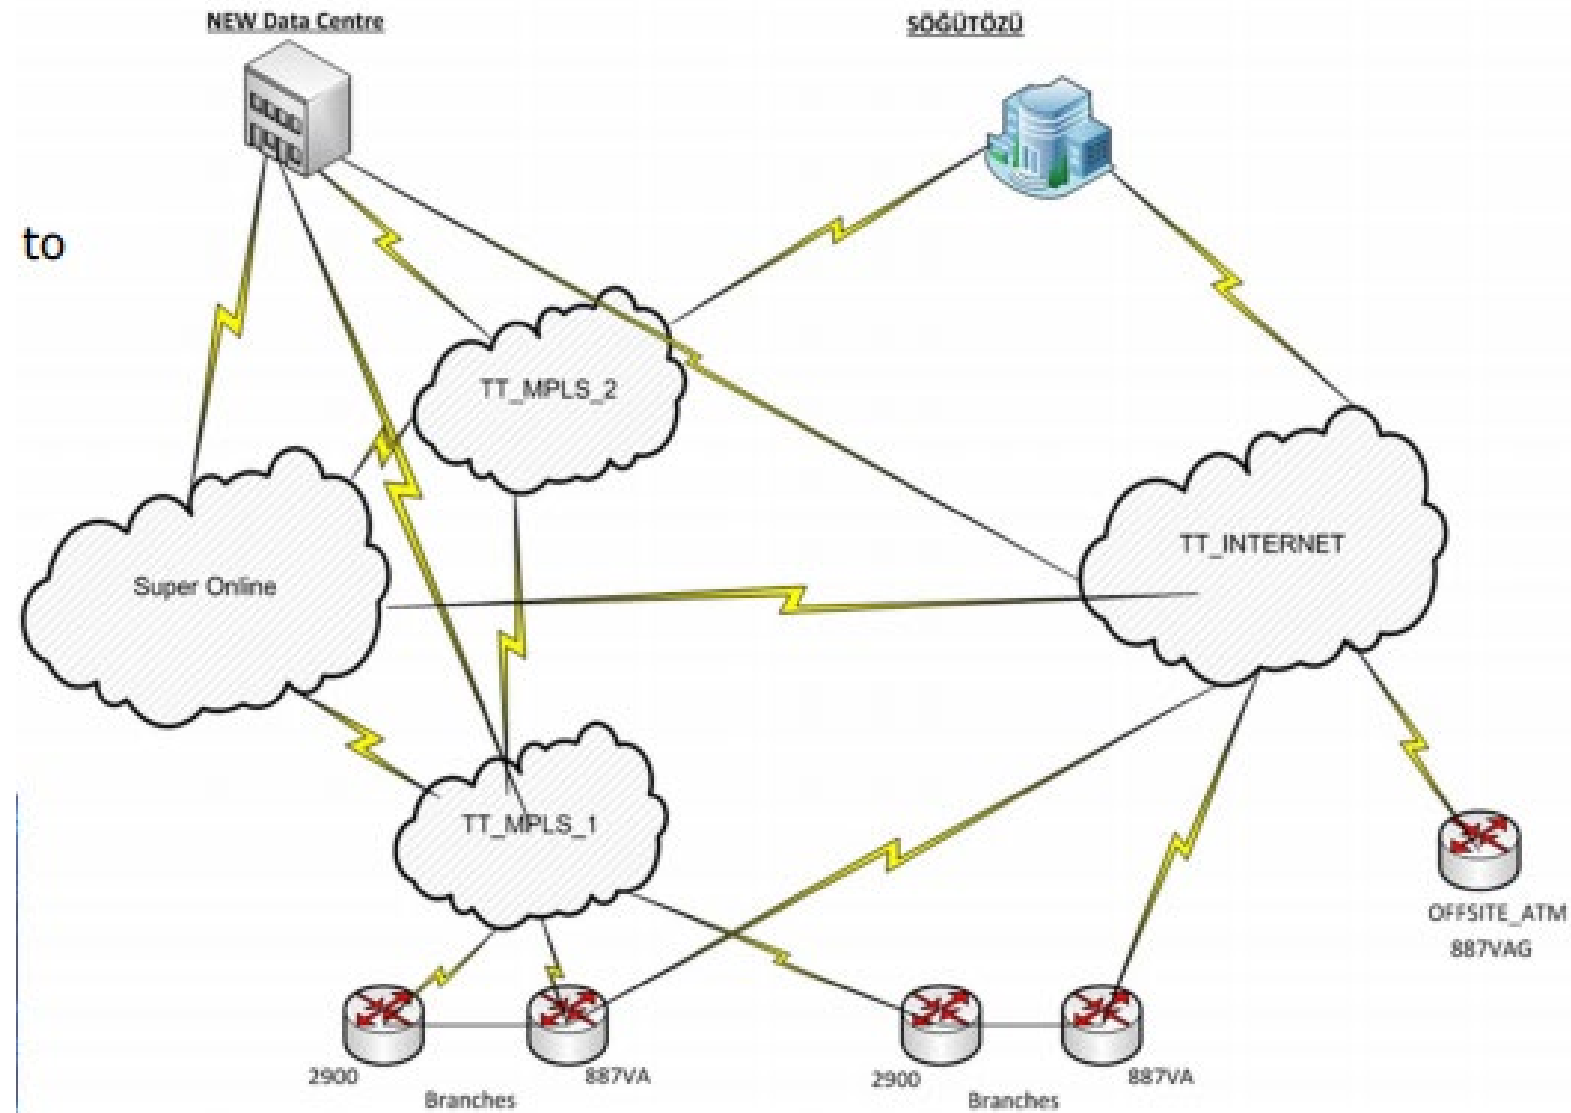 NEW Data Centre
SÖĞÜTÖZÜ
to
TT_MPLS_2
TT_INTERNET
Super Online
TT_MPLS_1
OFFSITE_ATM
887VAG
2900
887VA
Branches
2900
887VA
Branches